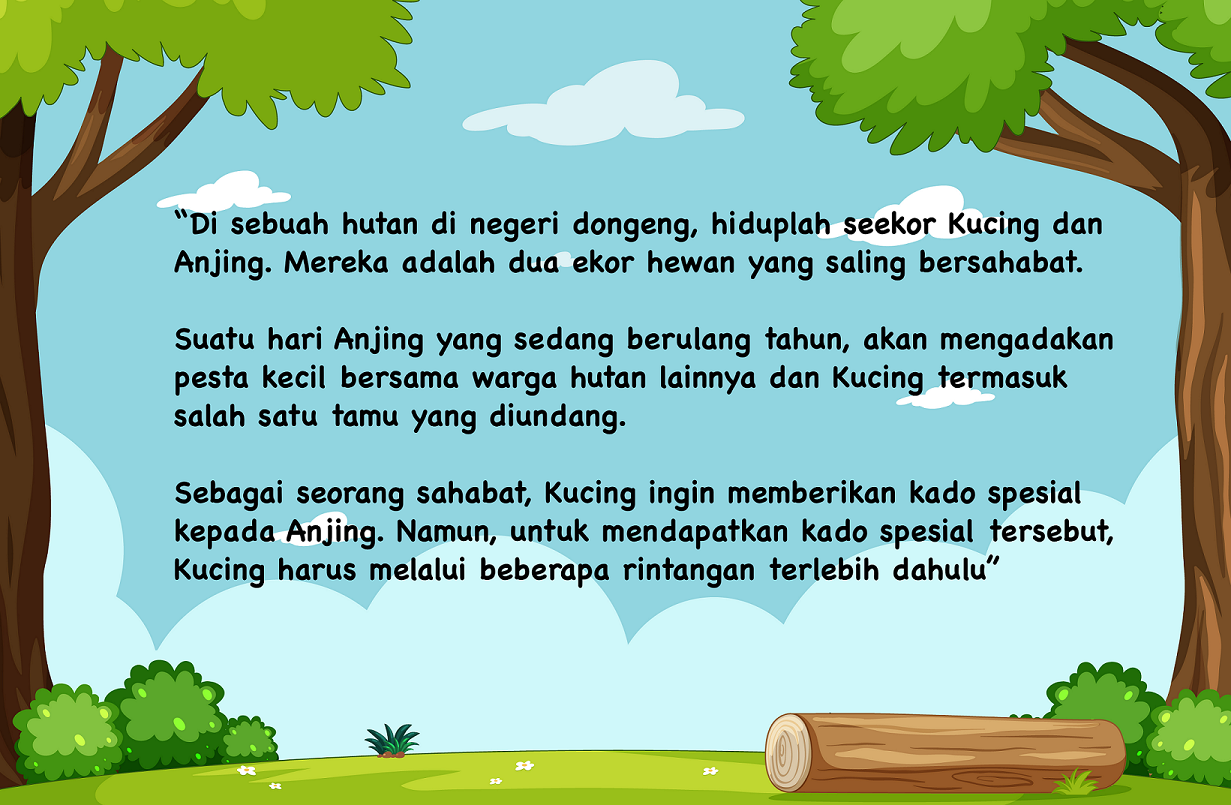 “Di sebuah hutan di negeri dongeng, hiduplah seekor Kucing dan
Anjing. Mereka adalah dua ekor hewan yang saling bersahabat.
Suatu hari Anjing yang sedang berulang tahun, akan mengadakan
pesta kecil bersama warga hutan lainnya dan Kucing termasuk
salah satu tamu yang diundang.
Sebagai seorang sahabat, Kucing ingin memberikan kado spesial
kepada Anjing. Namun, untuk mendapatkan kado spesial tersebut,
Kucing harus melalui beberapa rintangan terlebih dahulu”